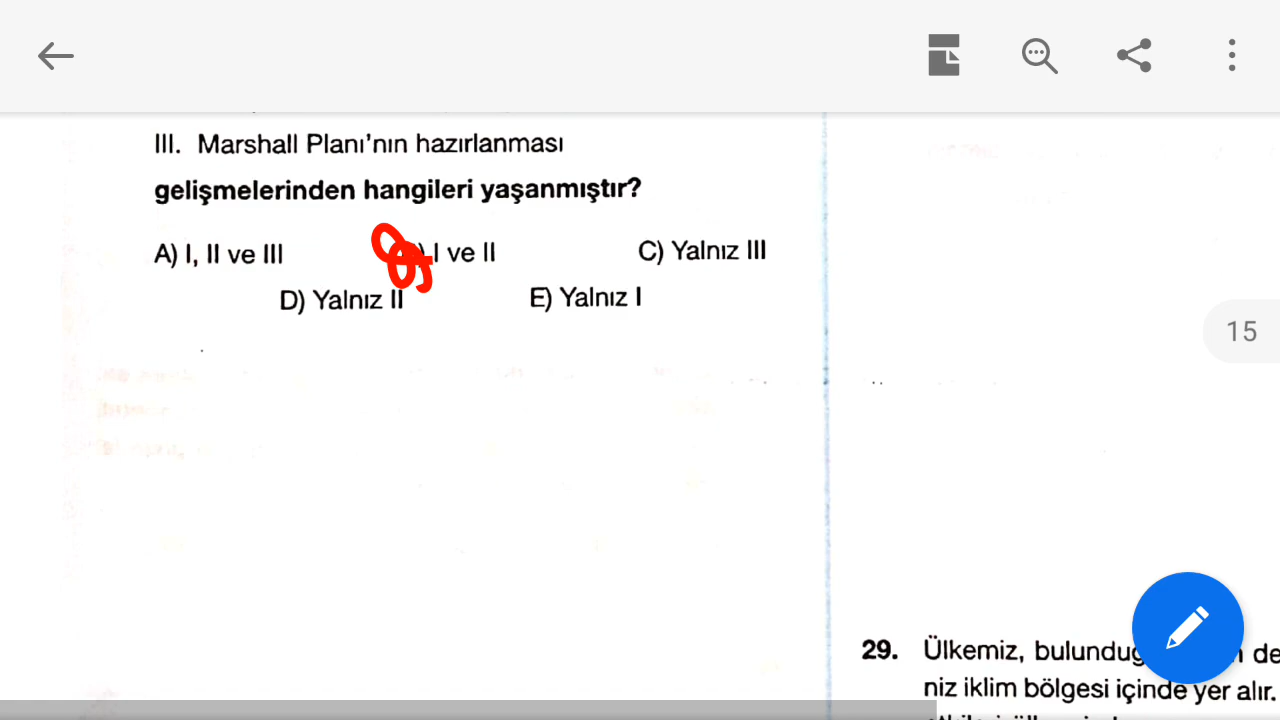 III. Marshall Planı'nın hazırlanması
gelişmelerinden hangileri yaşanmıştır?
A) I, II ve III I ve II C) Yalnız III
D) Yalnız II E) Yalnız I
15
29. Ülkemiz, de
niz iklim bölgesi içinde yer alır.